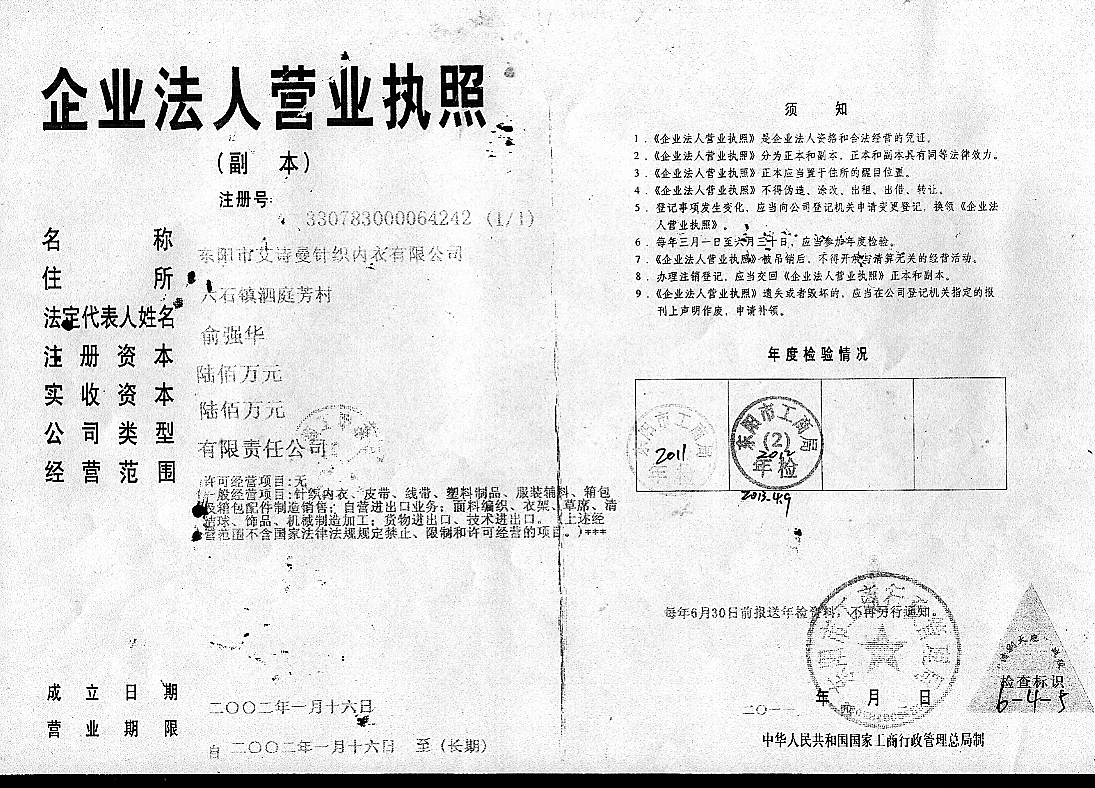 企业法人营业执照
(副 本)
注册号
330783000064242 (1/1)
名称 东阳市艾诗曼针织内衣有限公司
住所 六石镇泗庭芳村
法定代表人姓名 俞强华
注册资本 陆佰万元
实收资本 陆佰万元
公司类型 有限责任公司
经营范围
许可经营项目:无
一般经营项目:针织内衣、皮带、线带、塑料制品、服装辅料、箱包
及箱包配件制造销售;自营进出口业务;面料编织、衣架、草席、清
洁球、饰品、机械制造加工;货物进出口、技术进出口。(上述经
营范围不含国家法律法规规定禁止、限制和许可经营的项目。)***
成立日期 二〇〇二年一月十六日
营业期限 自 二〇〇二年一月十六日 至 (长期)
须 知
1.《企业法人营业执照》是企业法人资格和合法经营的凭证。
2.《企业法人营业执照》分为正本和副本，正本和副本具有同等法律效力。
3.《企业法人营业执照》正本应当置于住所的醒目位置。
4.《企业法人营业执照》不得伪造、涂改、出租、出借、转让。
5.登记事项发生变化，应当向公司登记机关申请变更登记，换领《企业法
人营业执照》。
6.每年三月一日至六月三十日，应当参加年度检验。
7.《企业法人营业执照》被吊销后，不得开展与清算无关的经营活动。
8.办理注销登记，应当交回《企业法人营业执照》正本和副本。
9.《企业法人营业执照》遗失或者毁坏的，应当在公司登记机关指定的报
刊上声明作废，申请补领。
年度检验情况
东阳市工商局
2011
年检
东阳市工商局
(2)
2012
年检
2013.4.9
每年6月30日前报送年检资料，不再另行通知。
东阳市工商行政管理局
检查标识
6-4-5
二〇一一 年 月 日
中华人民共和国国家工商行政管理总局制